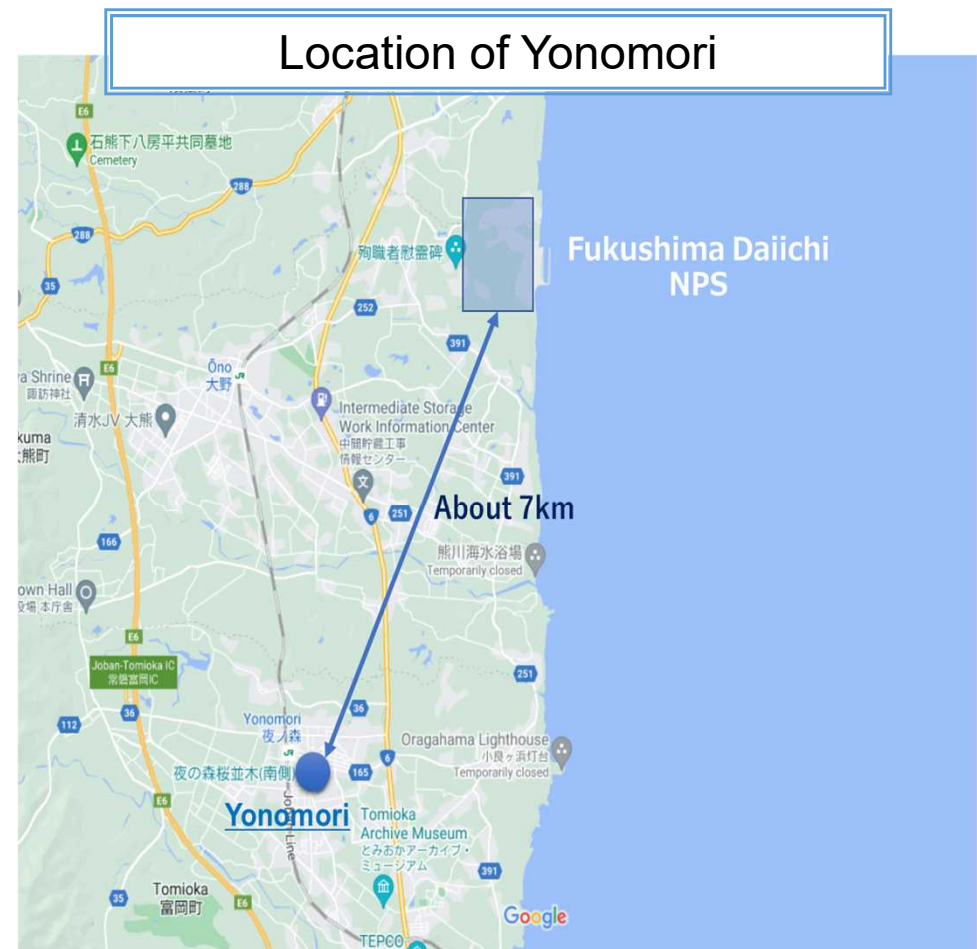 Location of Yonomori
E6
石熊下八房平共同墓地
Cemetery
288
288
殉職者慰霊碑
Fukushima Daiichi
NPS
35
252
391
E6
Ōno
大野
JR
a Shrine
諏訪神社
清水JV 大熊
Intermediate Storage
Work Information Center
中間貯蔵工事
情報センター
kuma
熊町
文
391
6
251
About 7km
166
熊川海水浴場
Temporarily closed
own Hall
役場 本庁舎
E6
Joban-Tomioka IC
常磐富岡IC
251
36
36
112
Yonomori
夜ノ森
JR
Oragahama Lighthouse
小良ヶ浜灯台
Temporarily closed
6
夜の森桜並木(南側)
165
E6
Yonomori
Joban Line
Tomioka
Archive Museum
とみおかアーカイブ・
ミュージアム
391
Tomioka
富岡町
35
E6
Google
TEPCO